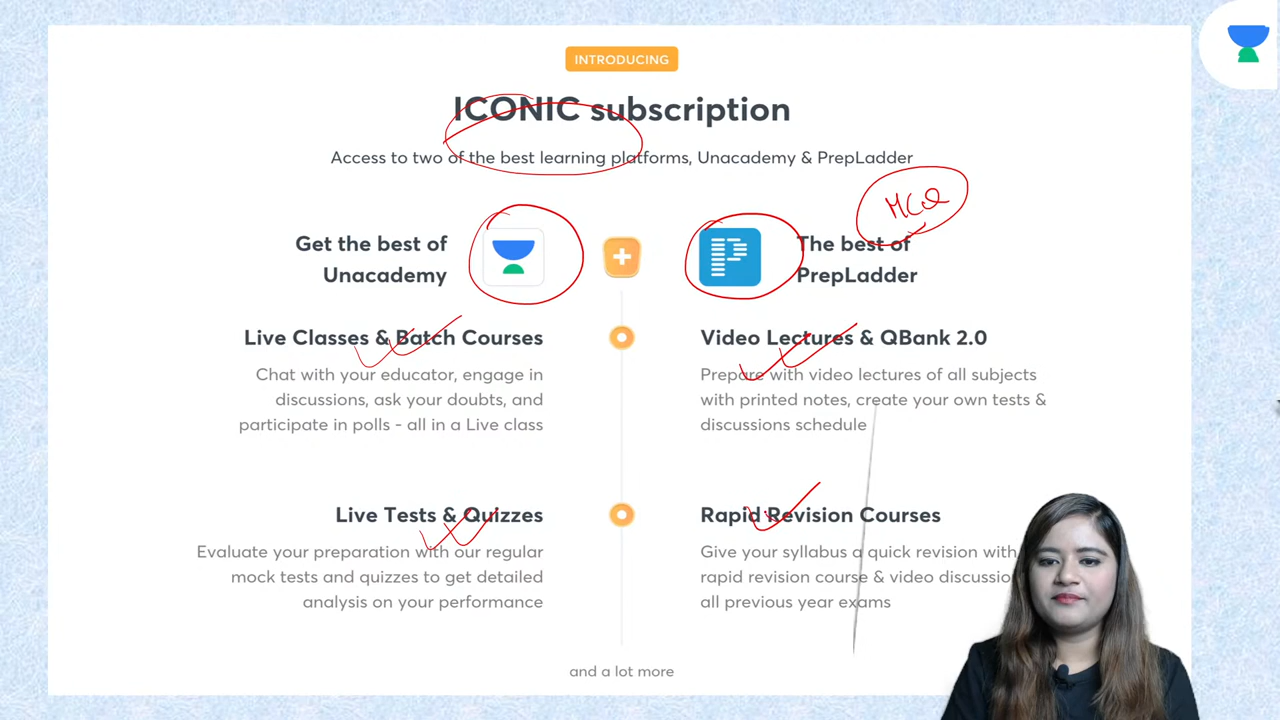 INTRODUCING
ICONIC subscription
Access to two of the best learning platforms, Unacademy & PrepLadder
MCQ
Get the best of
Unacademy
The best of
PrepLadder
Live Classes & Batch Courses
Chat with your educator, engage in
discussions, ask your doubts, and
participate in polls - all in a Live class
Video Lectures & QBank 2.0
Prepare with video lectures of all subjects
with printed notes, create your own tests &
discussions schedule
Live Tests & Quizzes
Evaluate your preparation with our regular
mock tests and quizzes to get detailed
analysis on your performance
Rapid Revision Courses
Give your syllabus a quick revision with
rapid revision course & video
all previous year exams
and a lot more